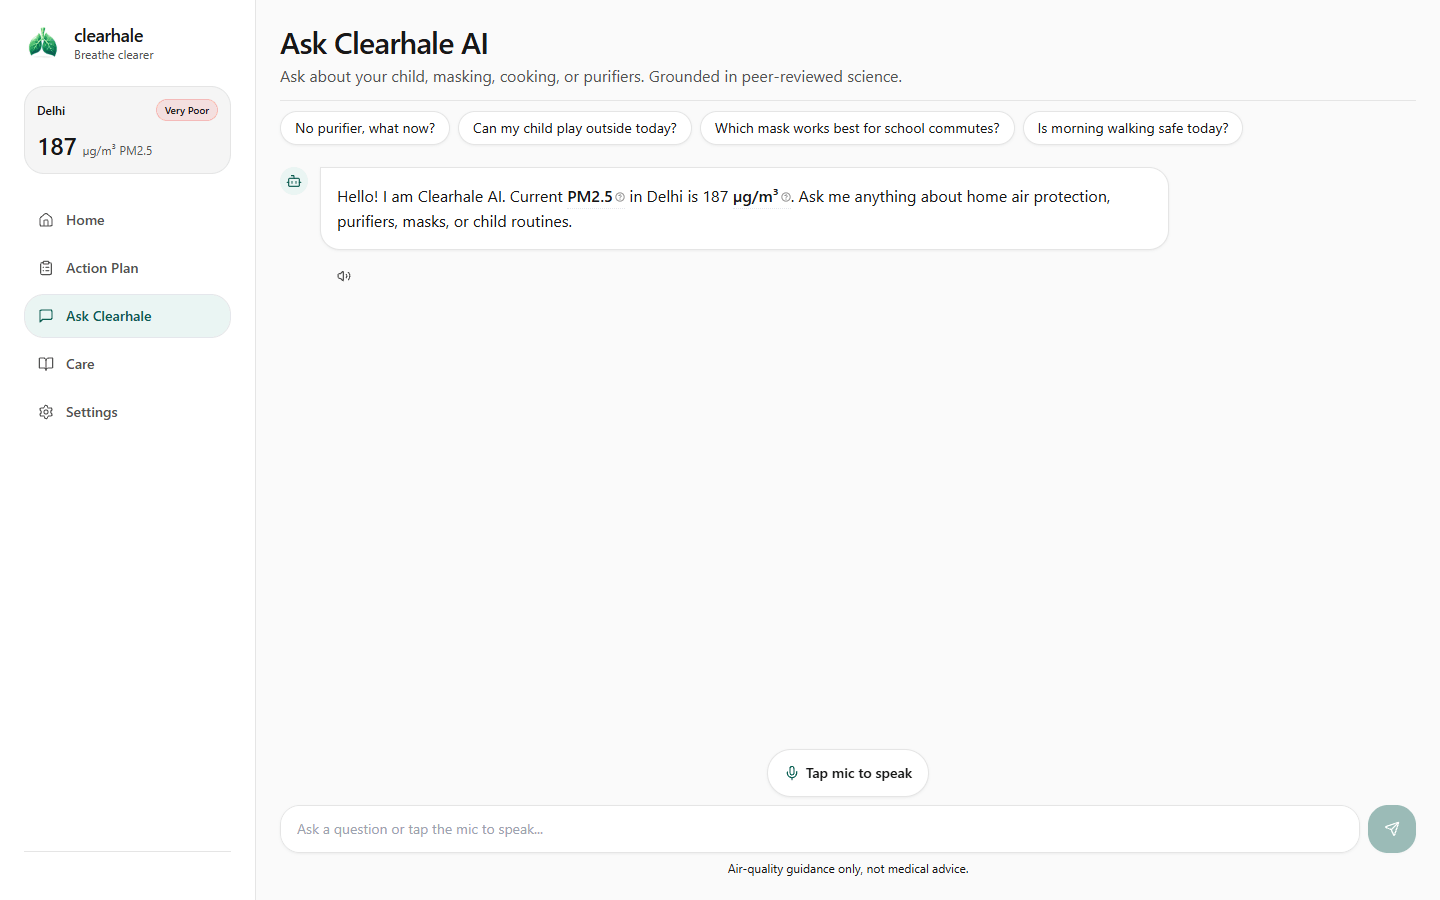 clearhale
Breathe clearer
Delhi
Very Poor
187 µg/m³ PM2.5
Home
Action Plan
Ask Clearhale
Care
Settings
Ask Clearhale AI
Ask about your child, masking, cooking, or purifiers. Grounded in peer-reviewed science.
No purifier, what now?
Can my child play outside today?
Which mask works best for school commutes?
Is morning walking safe today?
Hello! I am Clearhale AI. Current PM2.5 in Delhi is 187 µg/m³. Ask me anything about home air protection,
purifiers, masks, or child routines.
Tap mic to speak
Ask a question or tap the mic to speak...
Air-quality guidance only, not medical advice.